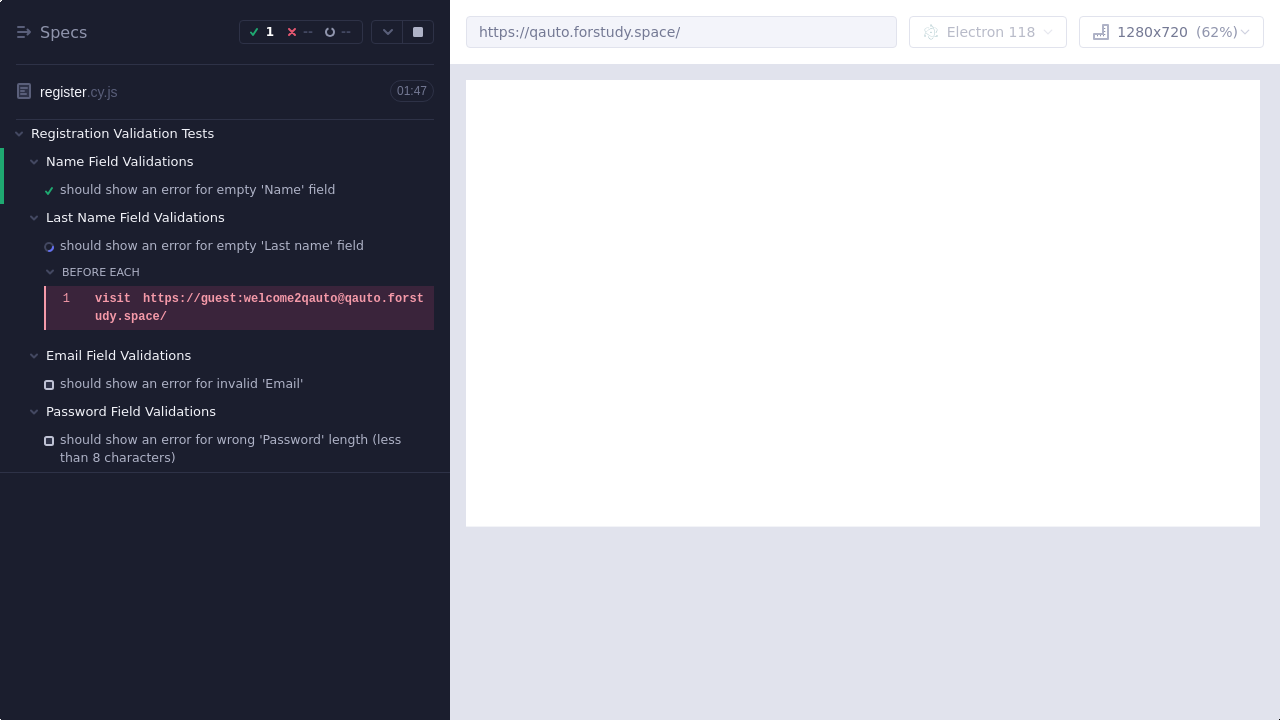 Specs
1
--
--
register.cy.js
01:47
Registration Validation Tests
Name Field Validations
should show an error for empty 'Name' field
Last Name Field Validations
should show an error for empty 'Last name' field
BEFORE EACH
1 visit https://guest:welcome2qauto@qauto.forst
udy.space/
Email Field Validations
should show an error for invalid 'Email'
Password Field Validations
should show an error for wrong 'Password' length (less
than 8 characters)
https://qauto.forstudy.space/
Electron 118
1280x720 (62%)